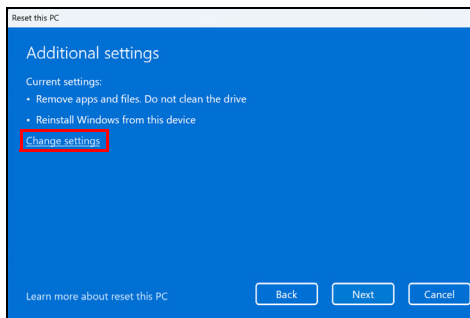 Reset this PC
Additional settings
Current settings:
• Remove apps and files. Do not clean the drive
• Reinstall Windows from this device
Change settings
Learn more about reset this PC
Back
Next
Cancel